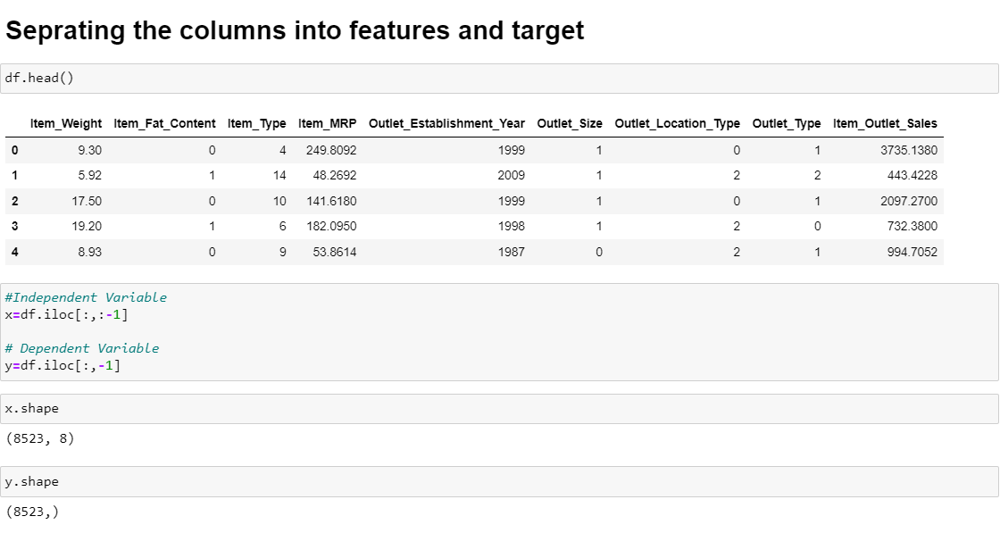 Seprating the columns into features and target
df.head()
Item_Weight Item_Fat_Content Item_Type Item_MRP Outlet_Establishment_Year Outlet_Size Outlet_Location_Type Outlet_Type Item_Outlet_Sales
0 9.30 0 4 249.8092 1999 1 0 1 3735.1380
1 5.92 1 14 48.2692 2009 1 2 2 443.4228
2 17.50 0 10 141.6180 1999 1 0 1 2097.2700
3 19.20 1 6 182.0950 1998 1 2 0 732.3800
4 8.93 0 9 53.8614 1987 0 2 1 994.7052
#Independent Variable
x=df.iloc[:,:-1]
# Dependent Variable
y=df.iloc[:,-1]
x.shape
(8523, 8)
y.shape
(8523,)